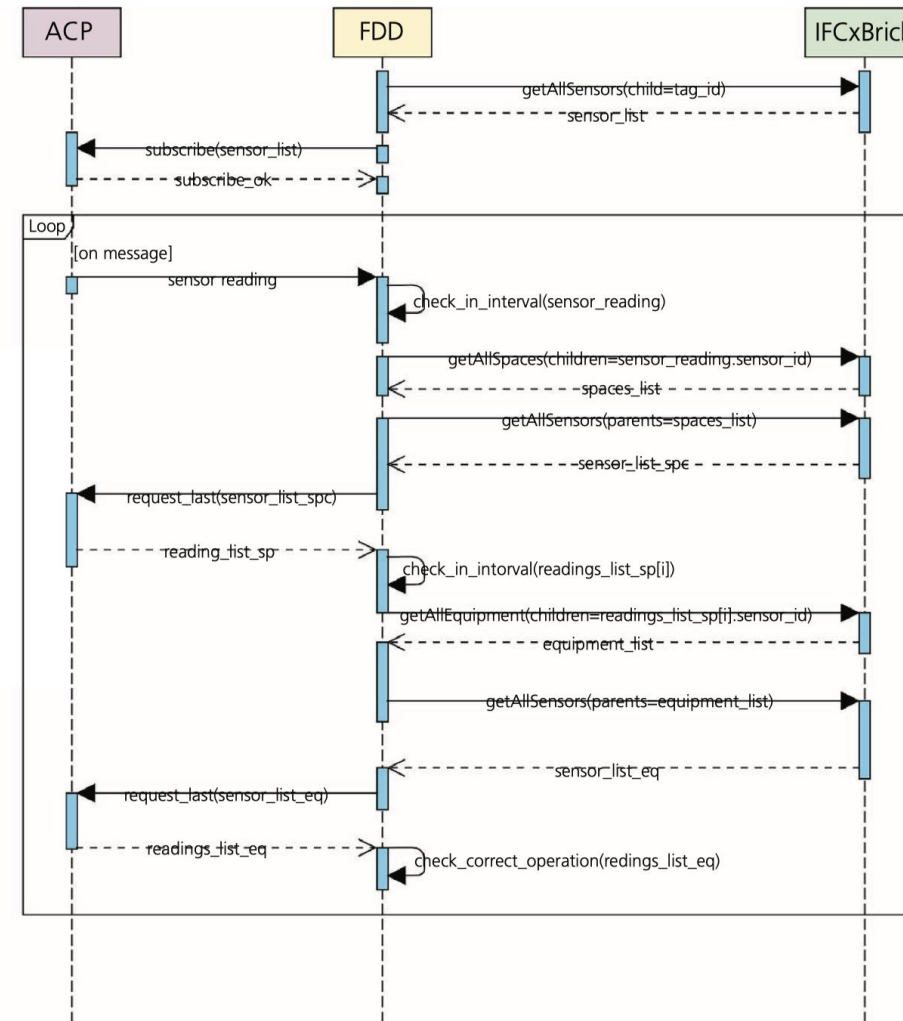 ACP
FDD
IFCxBric
getAllSensors(child=tag_id)
sensor_list
subscribe(sensor_list)
subscribe_ok
Loop
[on message]
sensor reading
check_in_interval(sensor_reading)
getAllSpaces(children=sensor_reading.sensor_id)
spaces_list
getAllSensors(parents=spaces_list)
sensor_list_spc
request_last(sensor_list_spc)
reading_list_sp
check_in_intorval(readings_list_sp[i])
getAllEquipment(children=readings_list_sp[i].sensor_id)
equipment_list
getAllSensors(parents=equipment_list)
sensor_list_eq
request_last(sensor_list_eq)
readings_list_eq
check_correct_operation(redings_list_eq)